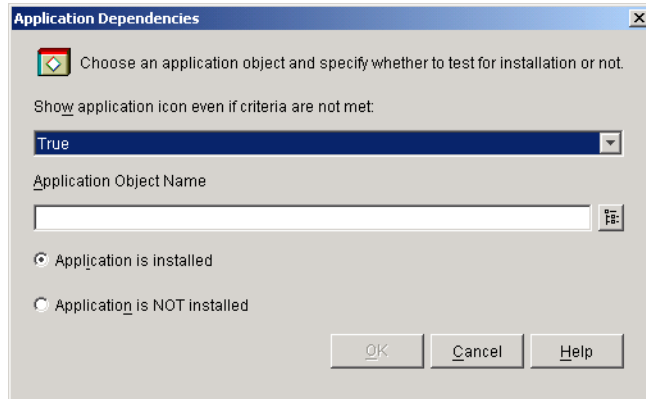 Application Dependencies
Choose an application object and specify whether to test for installation or not.
Show application icon even if criteria are not met:
True
Application Object Name
Application is installed
Application is NOT installed
OK
Cancel
Help